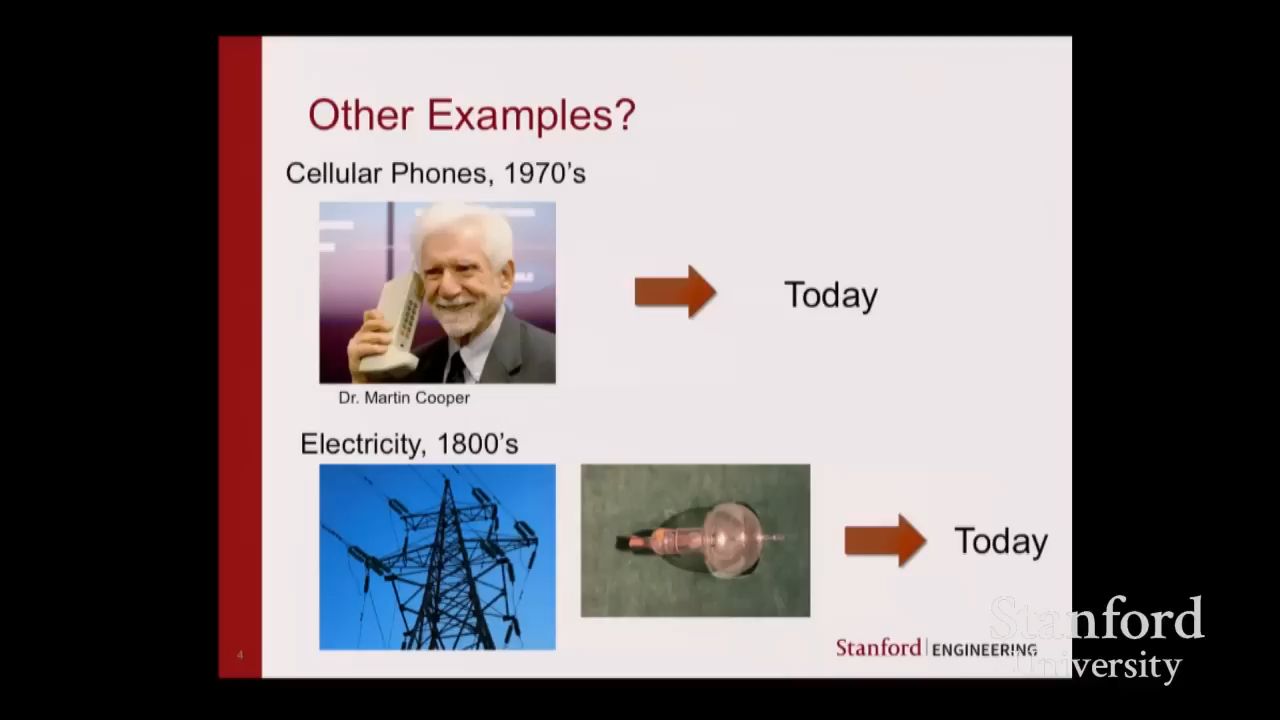 Other Examples?
Cellular Phones, 1970's
Today
Dr. Martin Cooper
Electricity, 1800's
Today
4
Stanford ENGINEERING
Stanford
University